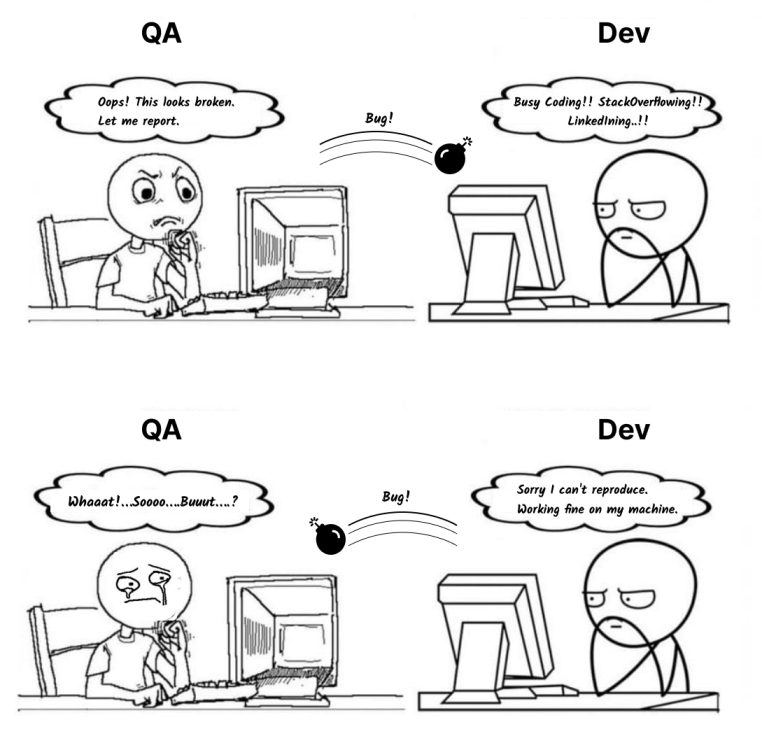 QA
Dev
Oops! This looks broken.
Let me report.
Bug!
Busy Coding!! StackOverflowing!!
LinkedIning..!!
QA
Dev
Whaaat!...Soooo....Buuut....?
Bug!
Sorry I can't reproduce.
Working fine on my machine.